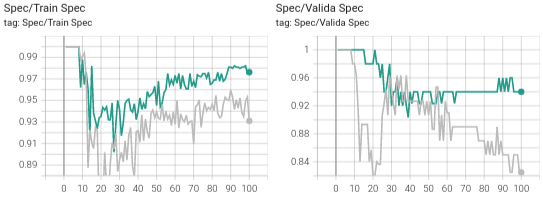 Spec/Train Spec
tag: Spec/Train Spec
0.99
0.97
0.95
0.93
0.91
0.89
0 10 20 30 40 50 60 70 80 90 100
Spec/Valida Spec
tag: Spec/Valida Spec
1
0.96
0.92
0.88
0.84
0 10 20 30 40 50 60 70 80 90 100